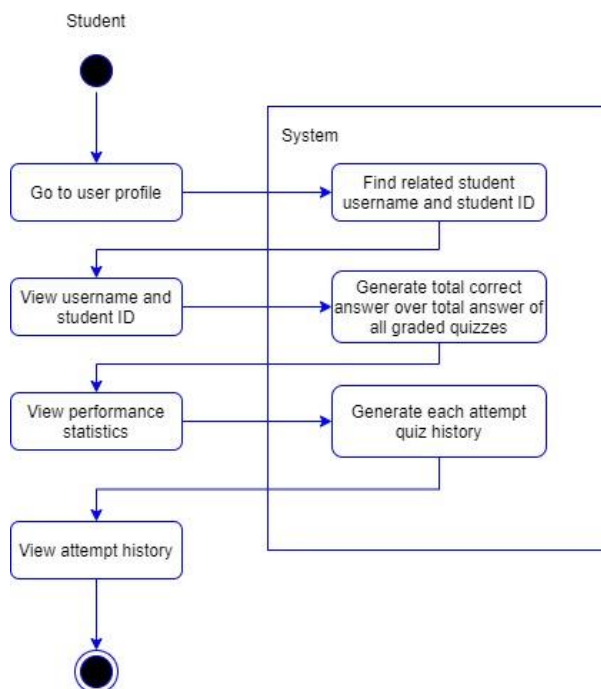 Student
System
Go to user profile
Find related student
username and student ID
View username and
student ID
Generate total correct
answer over total answer of
all graded quizzes
View performance
statistics
Generate each attempt
quiz history
View attempt history